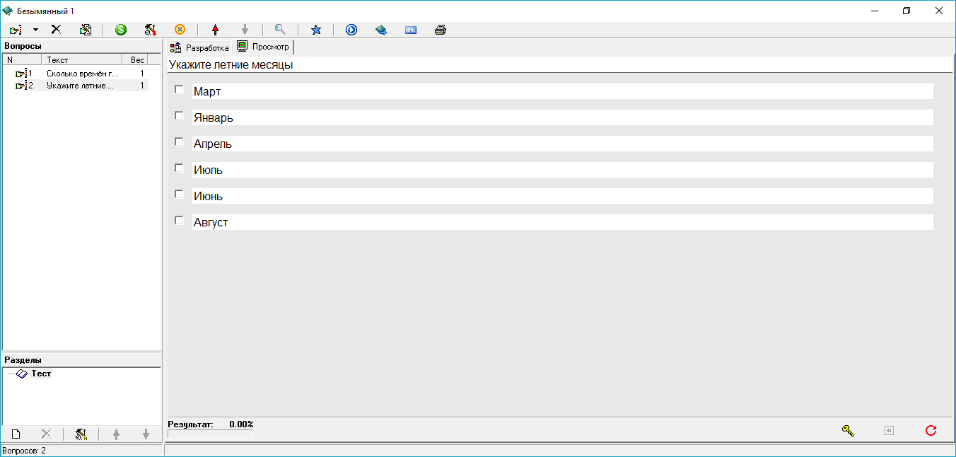 Безымянный 1
Вопросы
N Текст Вес
1 Сколько времён г... 1
2 Укажите летние ... 1
Разделы
Тест
Вопросов: 2
Разработка Просмотр
Укажите летние месяцы
Март
Январь
Апрель
Июль
Июнь
Август
Результат: 0.00%